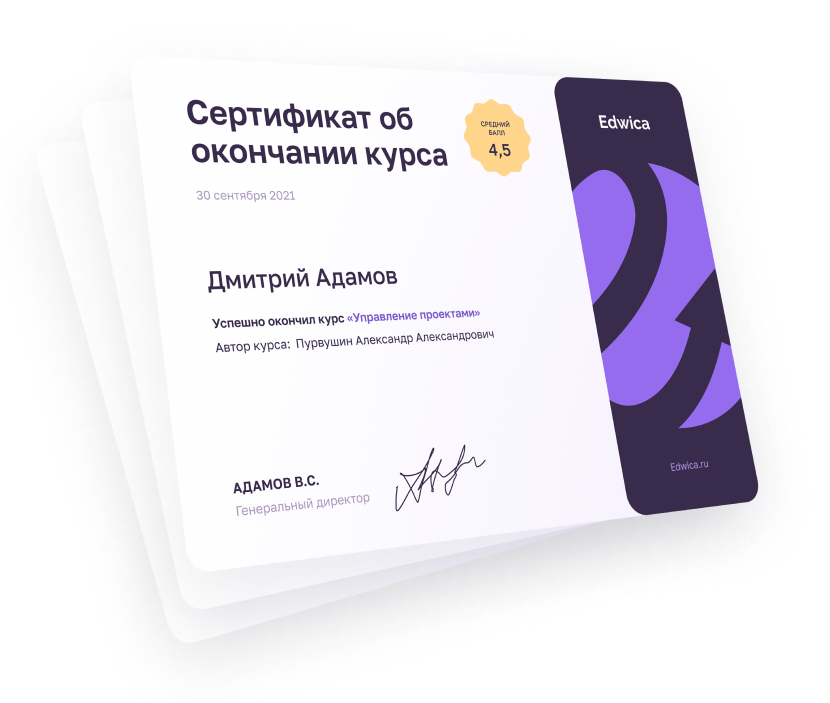 Сертификат об
окончании курса
СРЕДНИЙ
БАЛЛ
4,5
30 сентября 2021
Дмитрий Адамов
Успешно окончил курс «Управление проектами»
Автор курса: Пурвушин Александр Александрович
АДАМОВ В.С.
Генеральный директор
Edwica
Edwica.ru